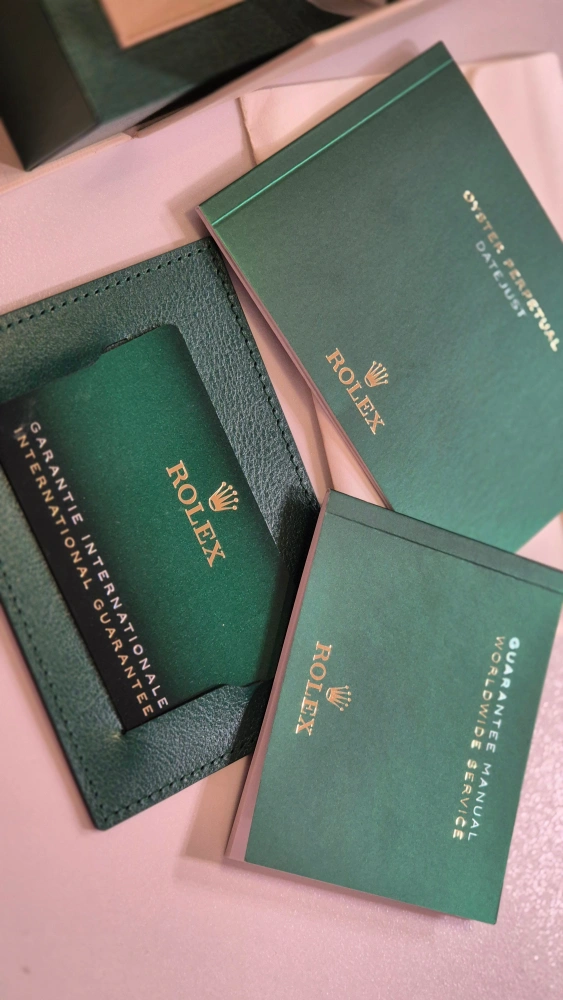 OYSTER PERPETUAL
DATEJUST
ROLEX
ROLEX
GARANTIE INTERNATIONALE
INTERNATIONAL GUARANTEE
GUARANTEE MANUAL
WORLDWIDE SERVICE
ROLEX